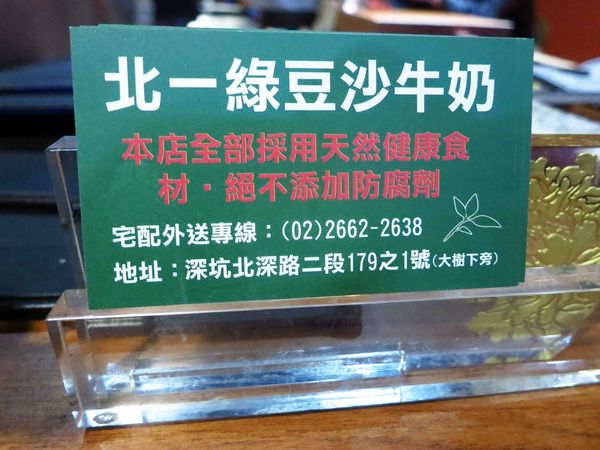 北一綠豆沙牛奶
本店全部採用天然健康食
材‧絕不添加防腐劑
宅配外送專線：(02)2662-2638
地址：深坑北深路二段179之1號(大樹下旁)